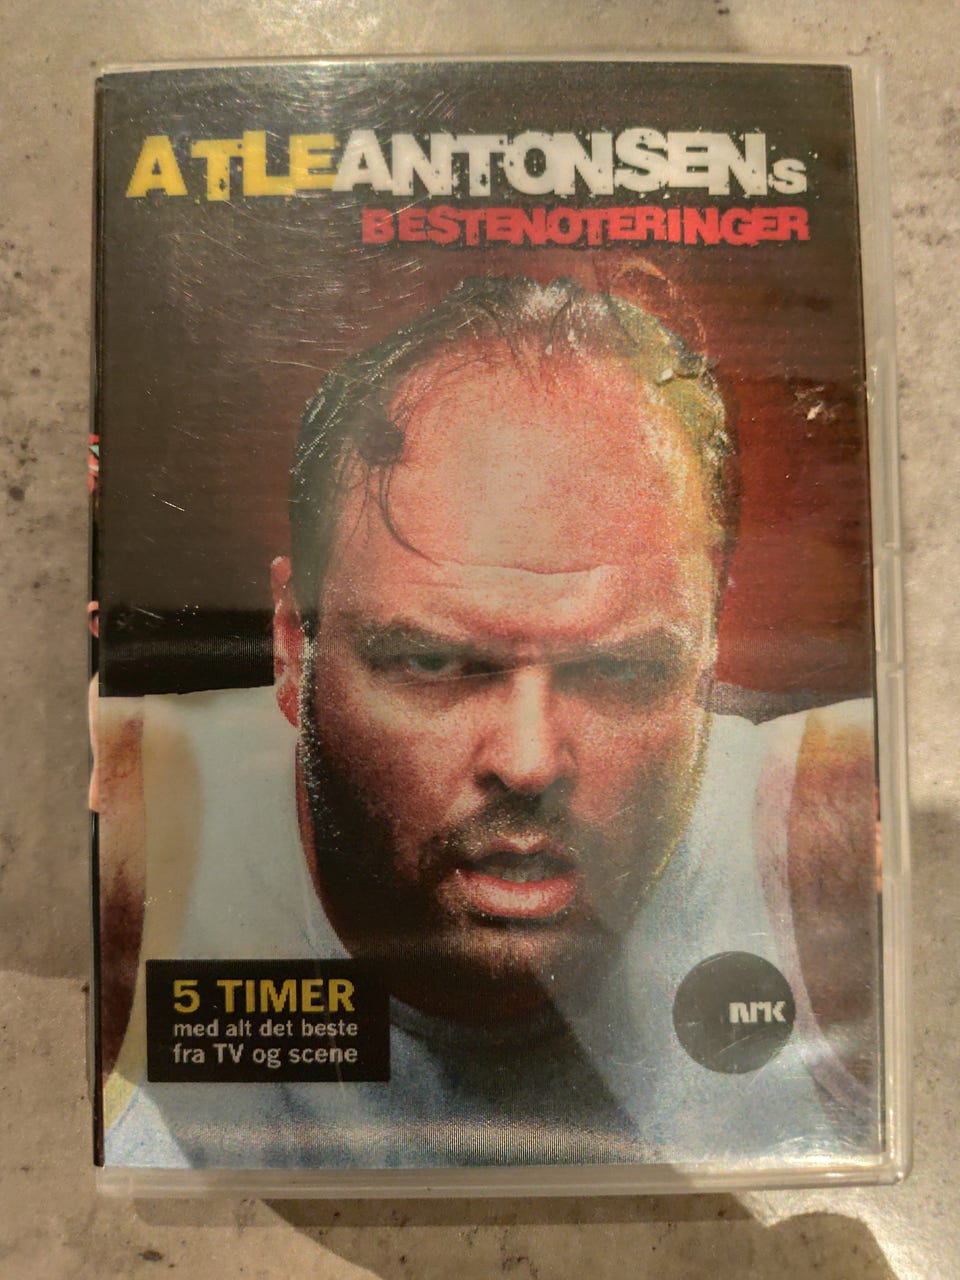 ATLEANTONSENs
BESTENOTERINGER
5 TIMER
med alt det beste
fra TV og scene
NRK